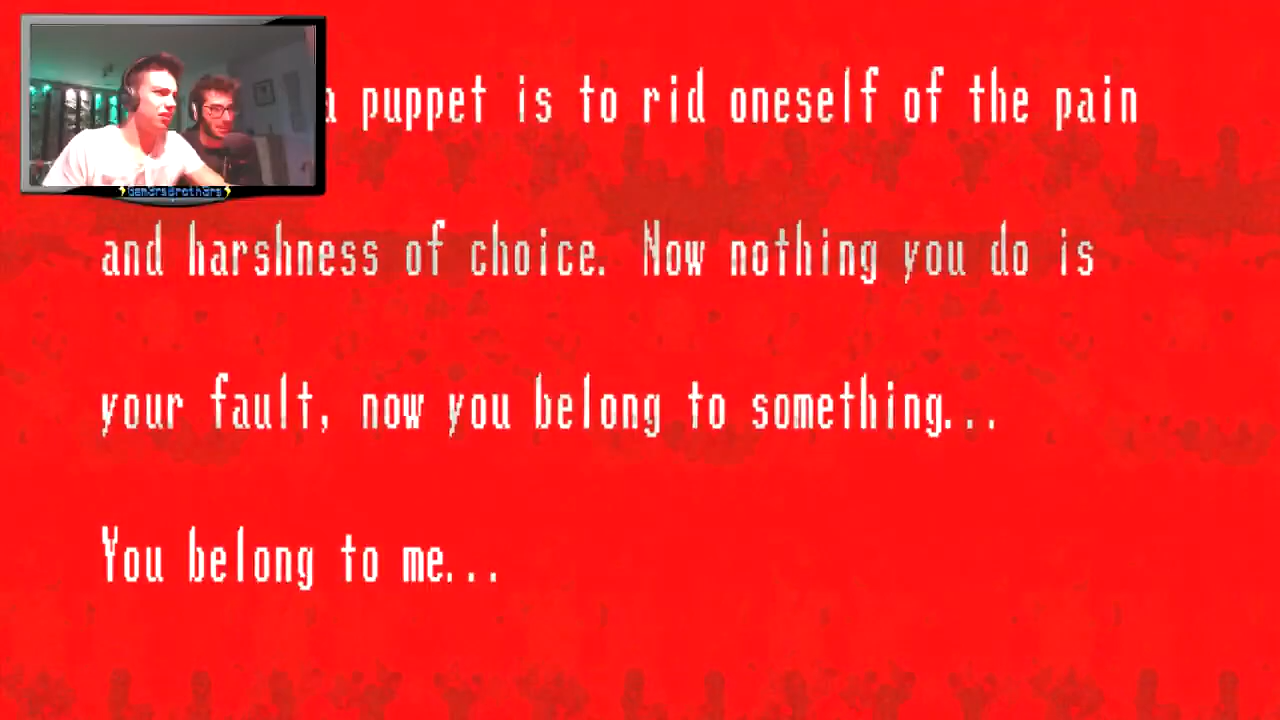 a puppet is to rid oneself of the pain
and harshness of choice. Now nothing you do is
your fault, now you belong to something...
You belong to me...